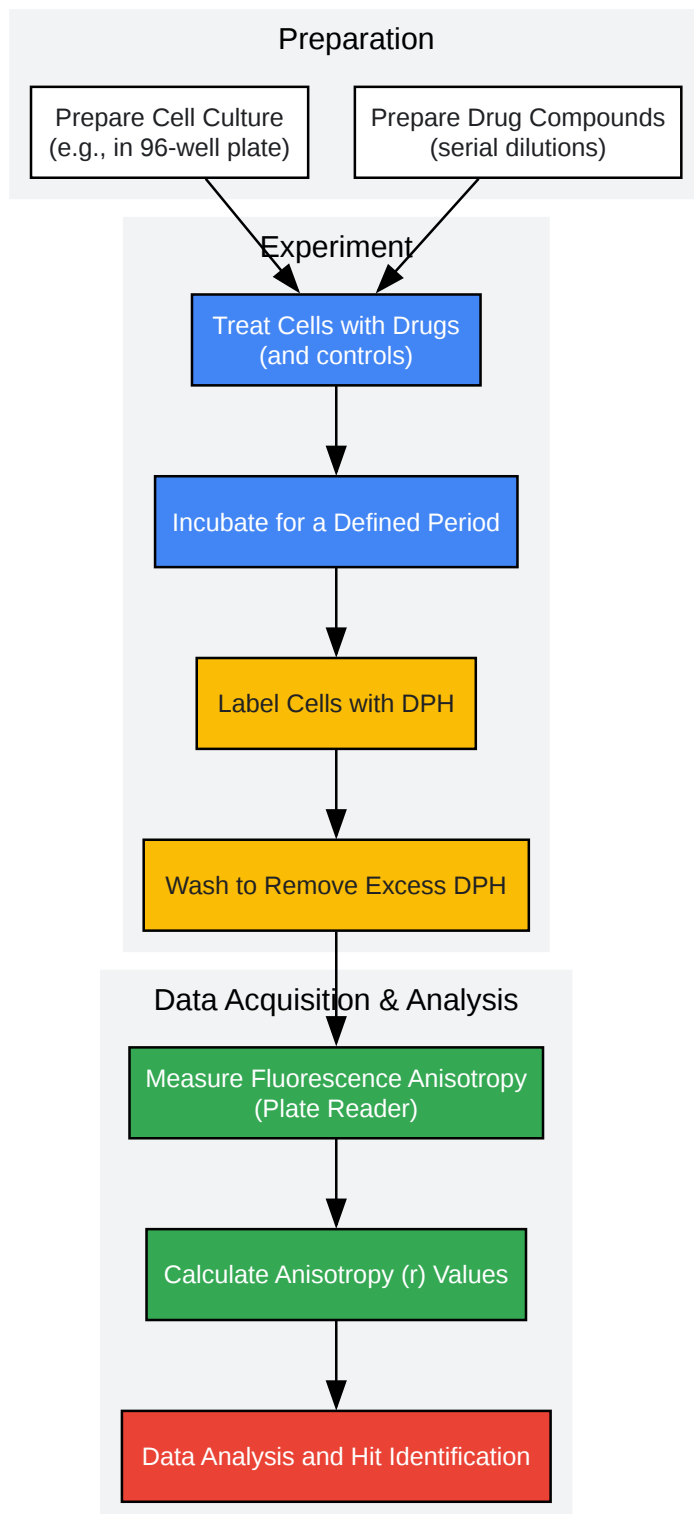 Preparation
Prepare Cell Culture
(e.g., in 96-well plate)
Prepare Drug Compounds
(serial dilutions)
Experiment
Treat Cells with Drugs
(and controls)
Incubate for a Defined Period
Label Cells with DPH
Wash to Remove Excess DPH
Data Acquisition & Analysis
Measure Fluorescence Anisotropy
(Plate Reader)
Calculate Anisotropy (r) Values
Data Analysis and Hit Identification